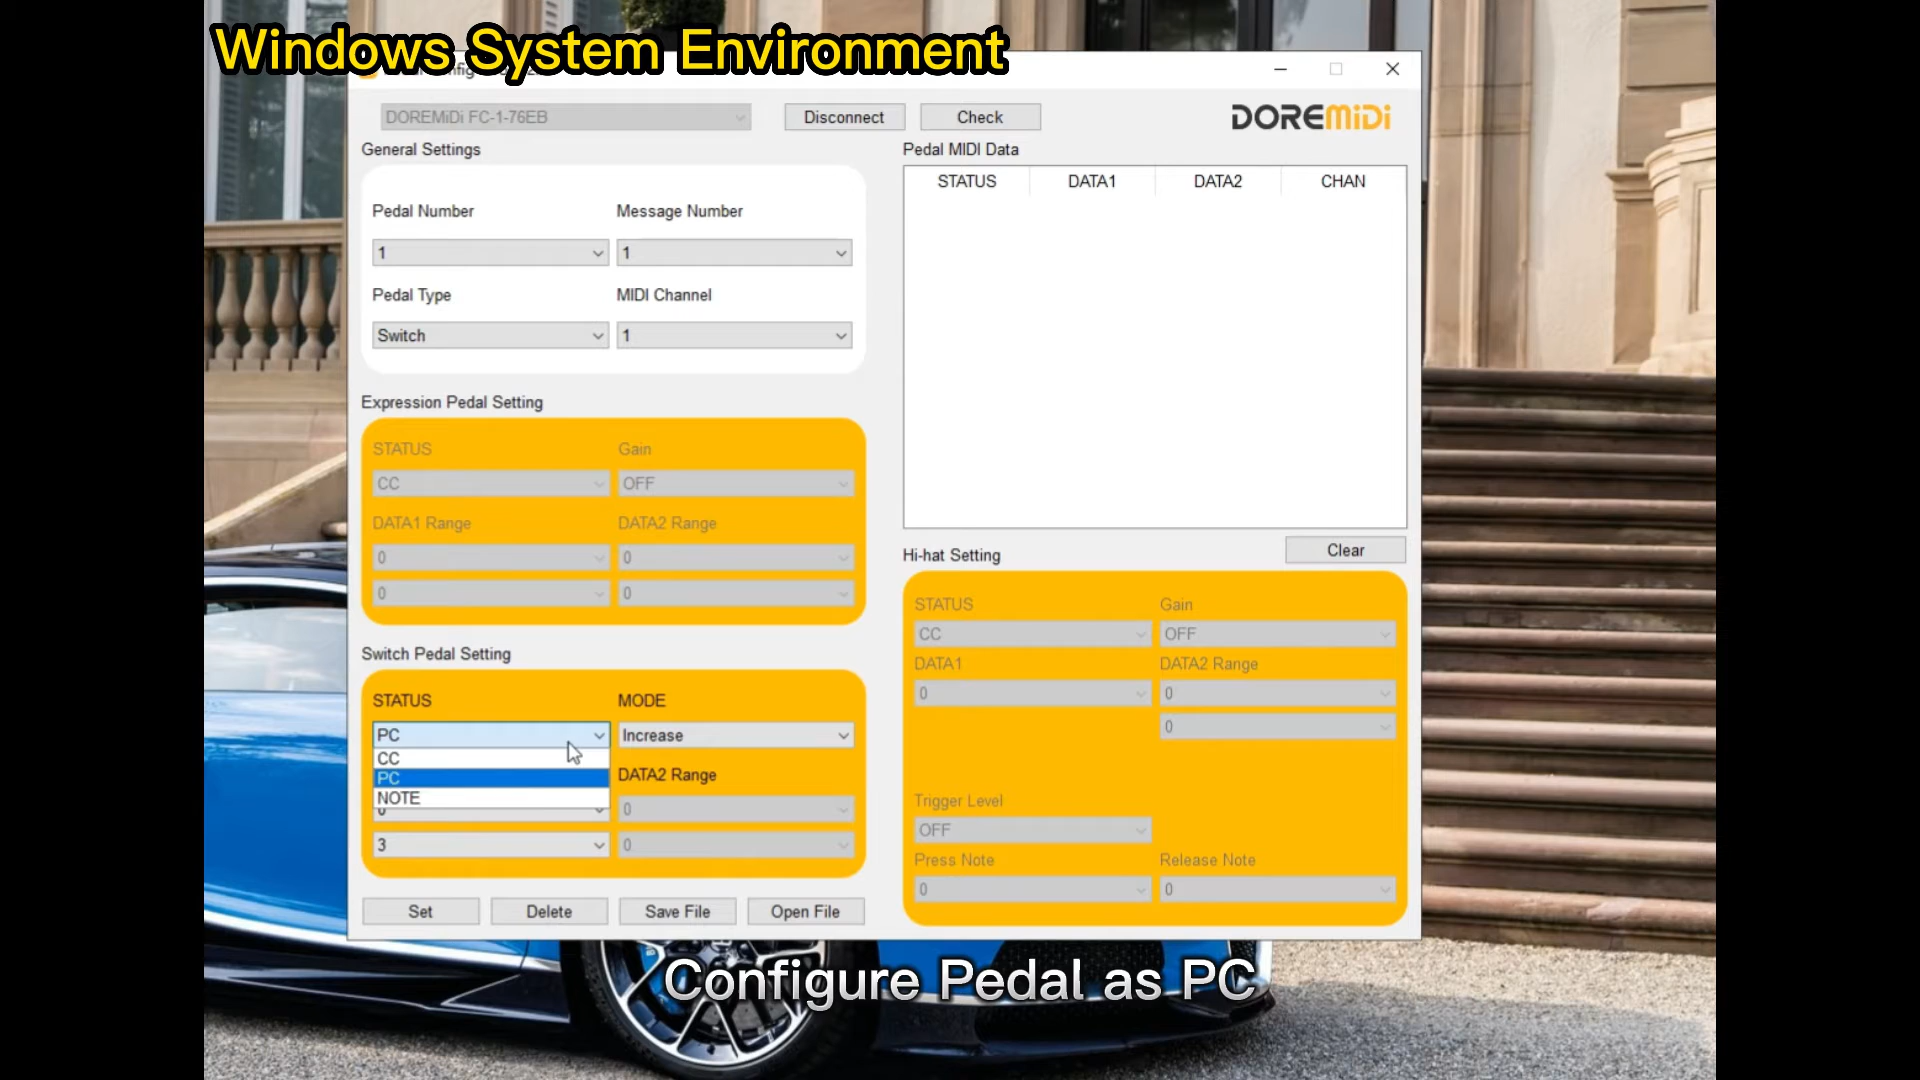 Windows System Environment
DOREMiDi FC-1-76EB
Disconnect
Check
DOREMiDi
General Settings
Pedal Number
Message Number
1
1
Pedal Type
MIDI Channel
Switch
1
Expression Pedal Setting
STATUS
Gain
CC
OFF
DATA1 Range
DATA2 Range
0
0
0
0
Switch Pedal Setting
STATUS
MODE
PC
Increase
CC
PC
NOTE
DATA2 Range
0
0
3
0
Set
Delete
Save File
Open File
Pedal MIDI Data
STATUS
DATA1
DATA2
CHAN
Clear
Hi-hat Setting
STATUS
Gain
CC
OFF
DATA1
DATA2 Range
0
0
0
Trigger Level
OFF
Press Note
Release Note
0
0
Configure Pedal as PC